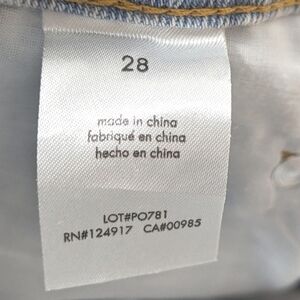 28
made in china
fabriqué en china
hecho en china
LOT#PO781
RN#124917 CA#00985